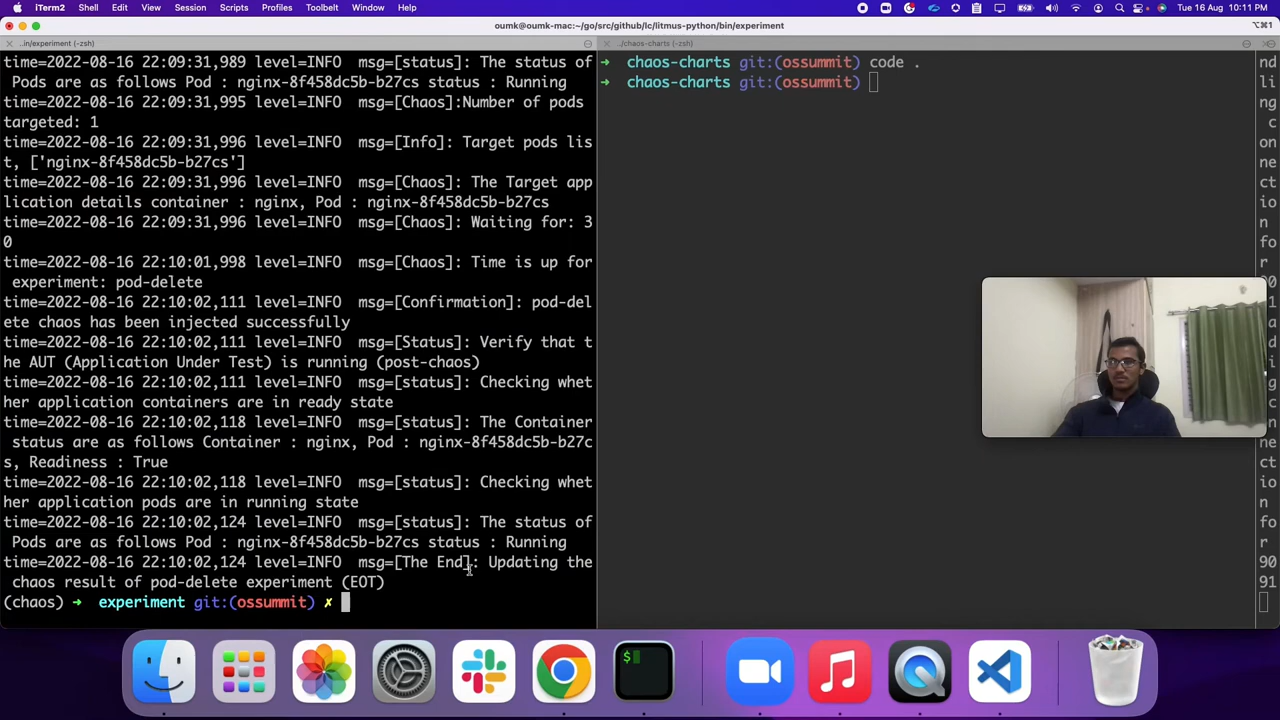 iTerm2 Shell Edit View Session Scripts Profiles Toolbelt Window Help Tue 16 Aug 10:11 PM
oumk@oumk-mac:~/go/src/github/lc/litmus-python/bin/experiment ⌥⌘1
..in/experiment (-zsh)
../chaos-charts (-zsh)
time=2022-08-16 22:09:31,989 level=INFO  msg=[status]: The status of
Pods are as follows Pod : nginx-8f458dc5b-b27cs status : Running
time=2022-08-16 22:09:31,995 level=INFO  msg=[Chaos]:Number of pods
targeted: 1
time=2022-08-16 22:09:31,996 level=INFO  msg=[Info]: Target pods lis
t, ['nginx-8f458dc5b-b27cs']
time=2022-08-16 22:09:31,996 level=INFO  msg=[Chaos]: The Target app
lication details container : nginx, Pod : nginx-8f458dc5b-b27cs
time=2022-08-16 22:09:31,996 level=INFO  msg=[Chaos]: Waiting for: 3
0
time=2022-08-16 22:10:01,998 level=INFO  msg=[Chaos]: Time is up for
experiment: pod-delete
time=2022-08-16 22:10:02,111 level=INFO  msg=[Confirmation]: pod-del
ete chaos has been injected successfully
time=2022-08-16 22:10:02,111 level=INFO  msg=[Status]: Verify that t
he AUT (Application Under Test) is running (post-chaos)
time=2022-08-16 22:10:02,111 level=INFO  msg=[status]: Checking whet
her application containers are in ready state
time=2022-08-16 22:10:02,118 level=INFO  msg=[status]: The Container
status are as follows Container : nginx, Pod : nginx-8f458dc5b-b27c
s, Readiness : True
time=2022-08-16 22:10:02,118 level=INFO  msg=[status]: Checking whet
her application pods are in running state
time=2022-08-16 22:10:02,124 level=INFO  msg=[status]: The status of
Pods are as follows Pod : nginx-8f458dc5b-b27cs status : Running
time=2022-08-16 22:10:02,124 level=INFO  msg=[The End]: Updating the
chaos result of pod-delete experiment (EOT)
(chaos) ➜ experiment git:(ossummit) ✗
➜ chaos-charts git:(ossummit) code .
➜ chaos-charts git:(ossummit)
nd
li
ng
c
on
ne
ct
io
n
fo
r